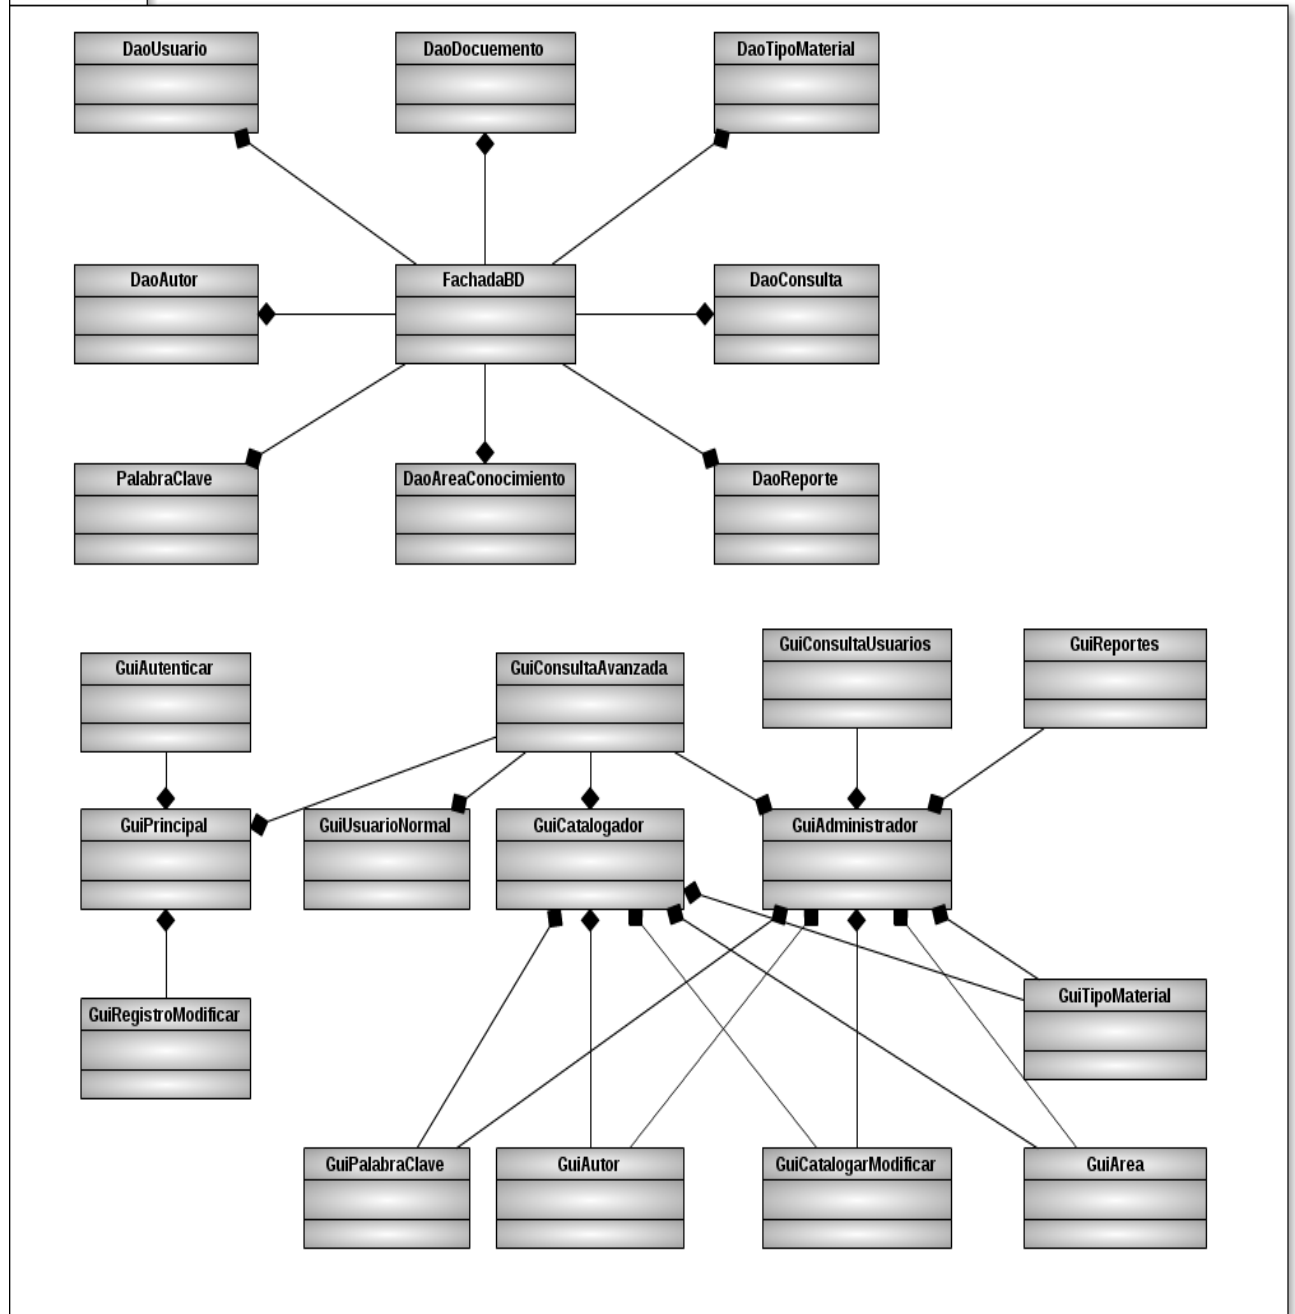 DaoUsuario
DaoDocuemento
DaoTipoMaterial
DaoAutor
FachadaBD
DaoConsulta
PalabraClave
DaoAreaConocimiento
DaoReporte
GuiConsultaUsuarios
GuiReportes
GuiAutenticar
GuiConsultaAvanzada
GuiPrincipal
GuiUsuarioNormal
GuiCatalogador
GuiAdministrador
GuiTipoMaterial
GuiRegistroModificar
GuiPalabraClave
GuiAutor
GuiCatalogarModificar
GuiArea